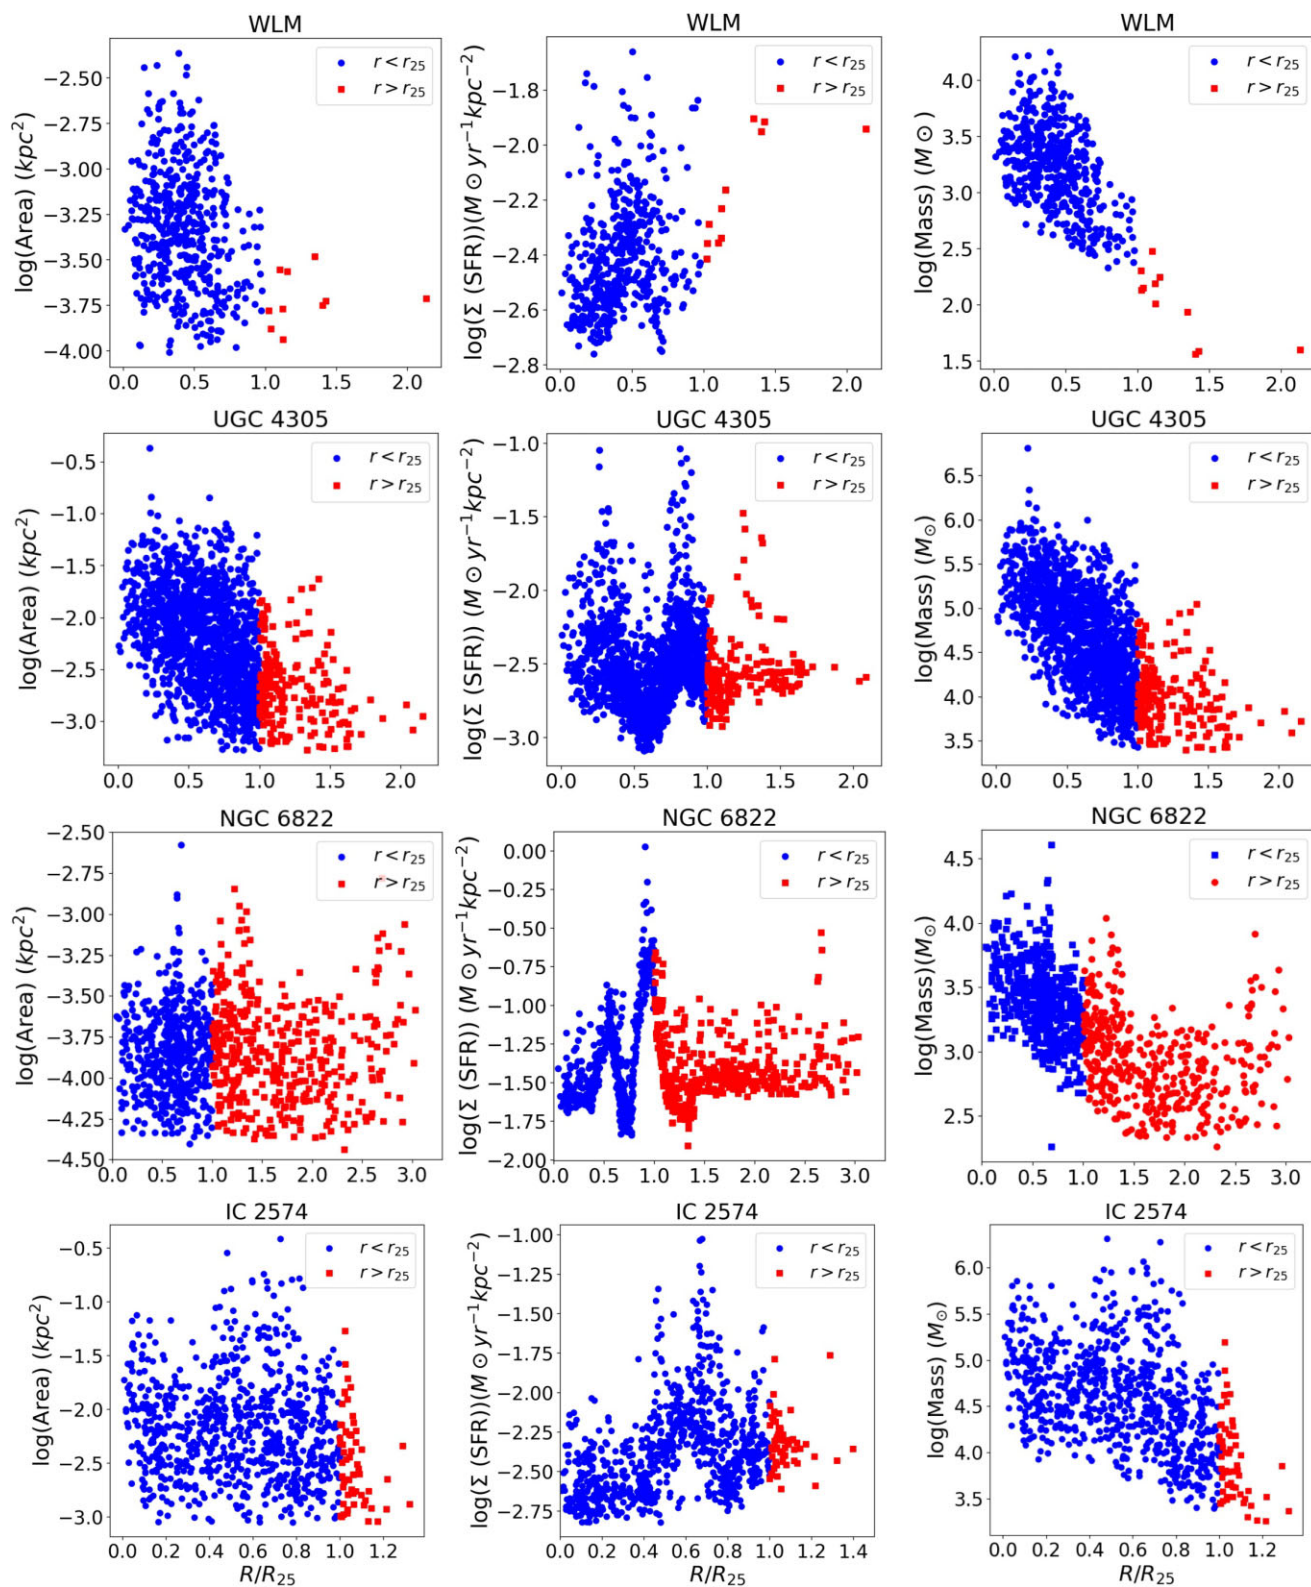 WLM
r < r25
r > r25
log(Area) (kpc²)
−2.50
−2.75
−3.00
−3.25
−3.50
−3.75
−4.00
0.0 0.5 1.0 1.5 2.0
WLM
r < r25
r > r25
log(Σ (SFR))(M ⊙ yr⁻¹kpc⁻²)
−1.8
−2.0
−2.2
−2.4
−2.6
−2.8
0.0 0.5 1.0 1.5 2.0
WLM
r < r25
r > r25
log(Mass) (M⊙)
4.0
3.5
3.0
2.5
2.0
1.5
0.0 0.5 1.0 1.5 2.0
UGC 4305
r < r25
r > r25
log(Area) (kpc²)
−0.5
−1.0
−1.5
−2.0
−2.5
−3.0
0.0 0.5 1.0 1.5 2.0
UGC 4305
r < r25
r > r25
log(Σ (SFR)) (M ⊙ yr⁻¹kpc⁻²)
−1.0
−1.5
−2.0
−2.5
−3.0
0.0 0.5 1.0 1.5 2.0
UGC 4305
r < r25
r > r25
log(Mass) (M⊙)
6.5
6.0
5.5
5.0
4.5
4.0
3.5
0.0 0.5 1.0 1.5 2.0
NGC 6822
r < r25
r > r25
log(Area) (kpc²)
−2.50
−2.75
−3.00
−3.25
−3.50
−3.75
−4.00
−4.25
−4.50
0.0 0.5 1.0 1.5 2.0 2.5 3.0
NGC 6822
r < r25
r > r25
log(Σ (SFR)) (M ⊙ yr⁻¹kpc⁻²)
0.00
−0.25
−0.50
−0.75
−1.00
−1.25
−1.50
−1.75
−2.00
0.0 0.5 1.0 1.5 2.0 2.5 3.0
NGC 6822
r < r25
r > r25
log(Mass)(M⊙)
4.5
4.0
3.5
3.0
2.5
0.0 0.5 1.0 1.5 2.0 2.5 3.0
IC 2574
r < r25
r > r25
log(Area) (kpc²)
−0.5
−1.0
−1.5
−2.0
−2.5
−3.0
0.0 0.2 0.4 0.6 0.8 1.0 1.2
R/R25
IC 2574
r < r25
r > r25
log(Σ (SFR))(M ⊙ yr⁻¹kpc⁻²)
−1.00
−1.25
−1.50
−1.75
−2.00
−2.25
−2.50
−2.75
0.0 0.2 0.4 0.6 0.8 1.0 1.2 1.4
R/R25
IC 2574
r < r25
r > r25
log(Mass) (M⊙)
6.0
5.5
5.0
4.5
4.0
3.5
0.0 0.2 0.4 0.6 0.8 1.0 1.2
R/R25